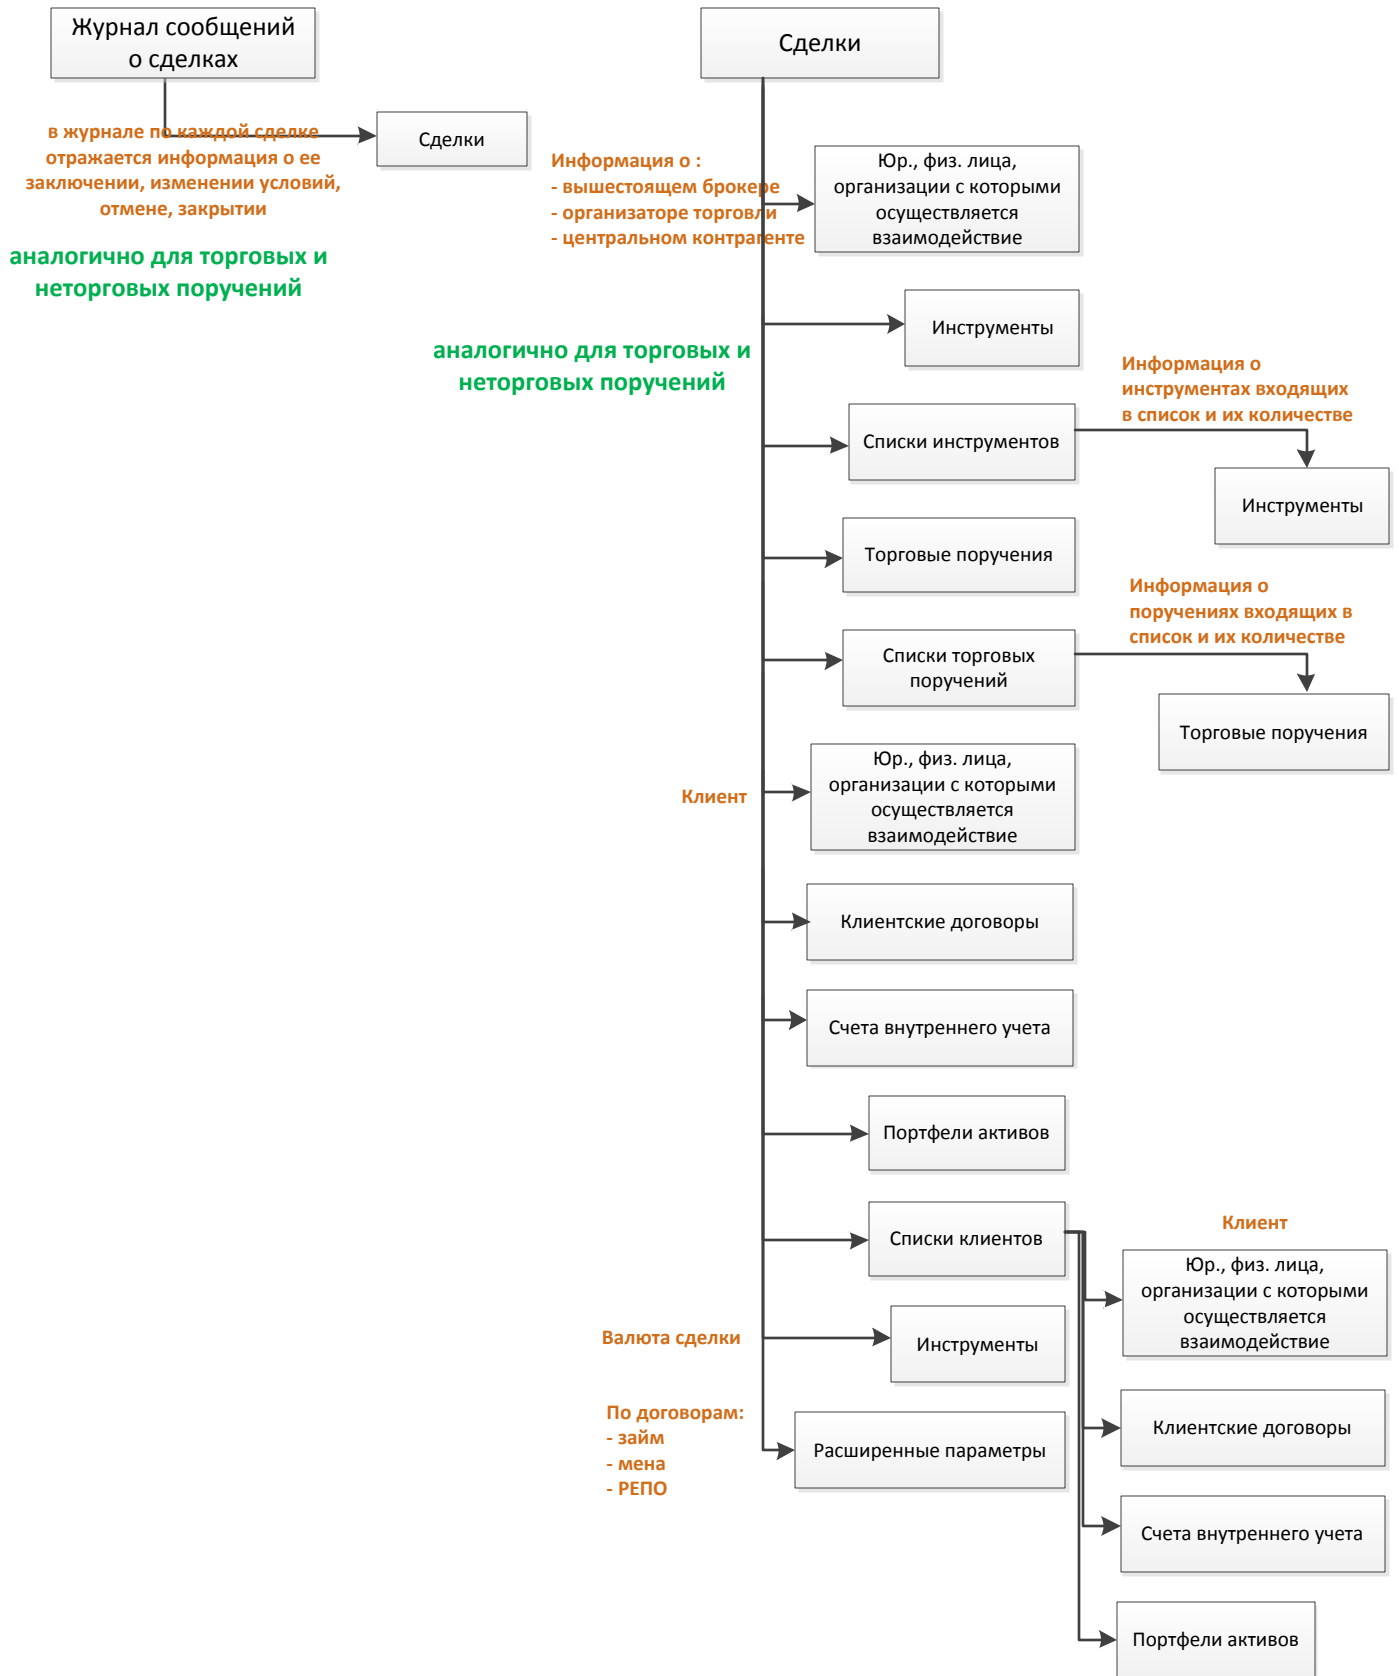 Журнал сообщений
о сделках
Сделки
Сделки
в журнале по каждой сделке
отражается информация о ее
заключении, изменении условий,
отмене, закрытии
аналогично для торговых и
неторговых поручений
Информация о :
- вышестоящем брокере
- организаторе торговли
- центральном контрагенте
Юр., физ. лица,
организации с которыми
осуществляется
взаимодействие
Инструменты
аналогично для торговых и
неторговых поручений
Информация о
инструментах входящих
в список и их количестве
Списки инструментов
Инструменты
Торговые поручения
Информация о
поручениях входящих в
список и их количестве
Списки торговых
поручений
Торговые поручения
Клиент
Юр., физ. лица,
организации с которыми
осуществляется
взаимодействие
Клиентские договоры
Счета внутреннего учета
Портфели активов
Списки клиентов
Клиент
Юр., физ. лица,
организации с которыми
осуществляется
взаимодействие
Валюта сделки
Инструменты
По договорам:
- займ
- мена
- РЕПО
Расширенные параметры
Клиентские договоры
Счета внутреннего учета
Портфели активов